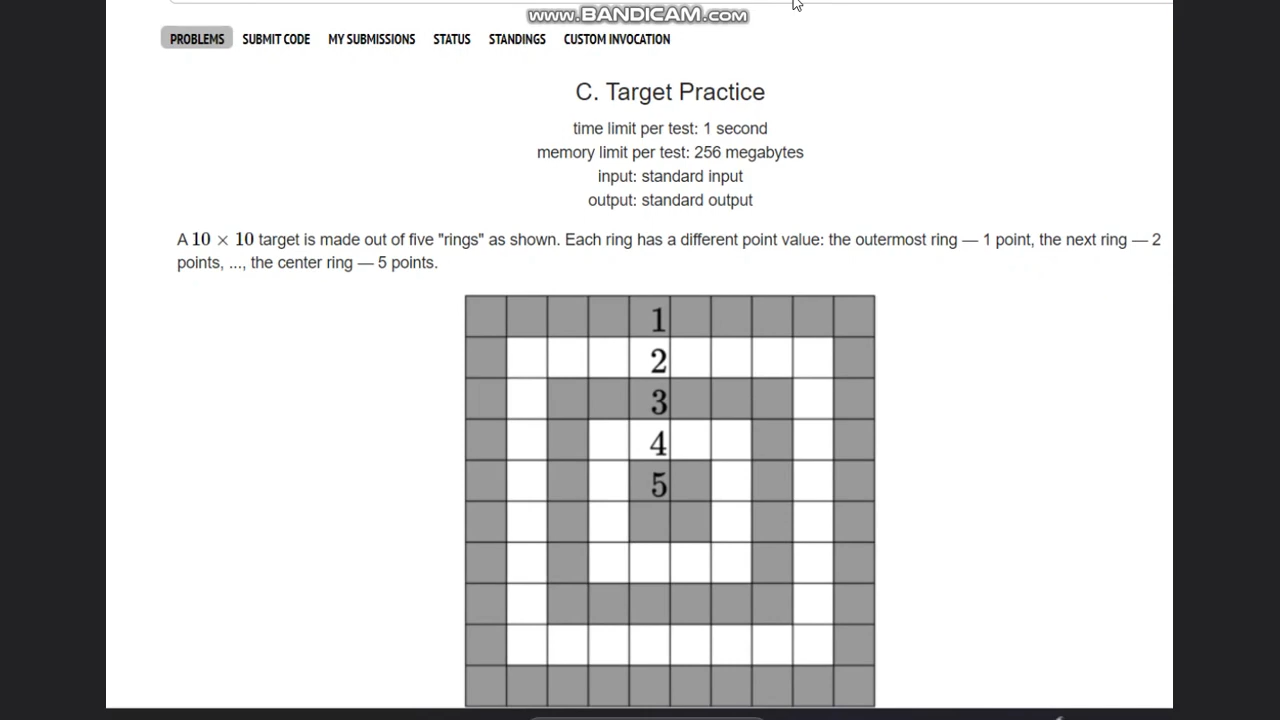 www.BANDICAM.com
PROBLEMS SUBMIT CODE MY SUBMISSIONS STATUS STANDINGS CUSTOM INVOCATION
C. Target Practice
time limit per test: 1 second
memory limit per test: 256 megabytes
input: standard input
output: standard output
A 10 × 10 target is made out of five "rings" as shown. Each ring has a different point value: the outermost ring — 1 point, the next ring — 2
points, ..., the center ring — 5 points.
1
2
3
4
5